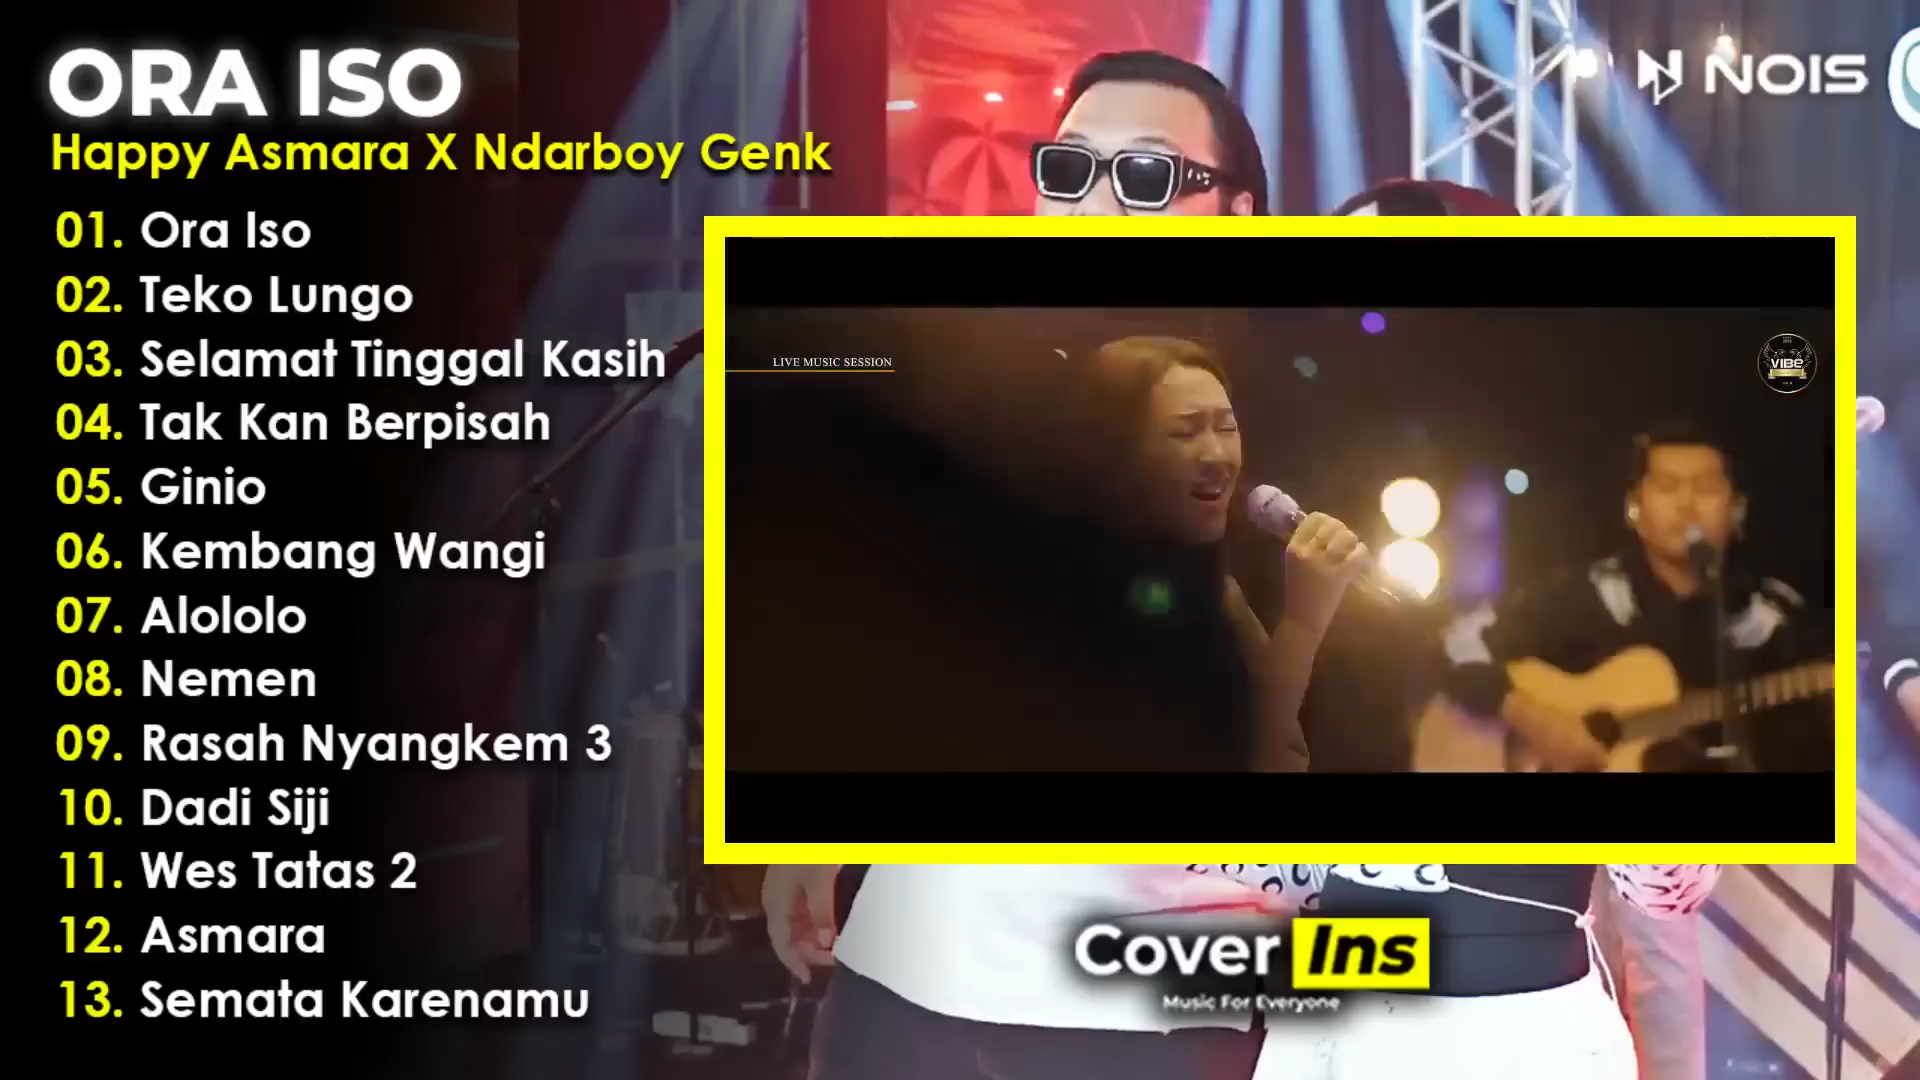 ORA ISO
Happy Asmara X Ndarboy Genk
01. Ora Iso
02. Teko Lungo
03. Selamat Tinggal Kasih
04. Tak Kan Berpisah
05. Ginio
06. Kembang Wangi
07. Alololo
08. Nemen
09. Rasah Nyangkem 3
10. Dadi Siji
11. Wes Tatas 2
12. Asmara
13. Semata Karenamu
NOIS
LIVE MUSIC SESSION
VIBE
Cover Ins
Music For Everyone